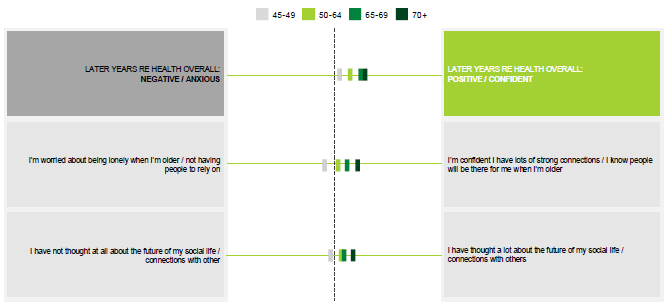 45-49 50-64 65-69 70+
LATER YEARS RE HEALTH OVERALL:
NEGATIVE / ANXIOUS
LATER YEARS RE HEALTH OVERALL:
POSITIVE / CONFIDENT
I'm worried about being lonely when I'm older / not having
people to rely on
I'm confident I have lots of strong connections / I know people
will be there for me when I'm older
I have not thought at all about the future of my social life /
connections with other
I have thought a lot about the future of my social life /
connections with others